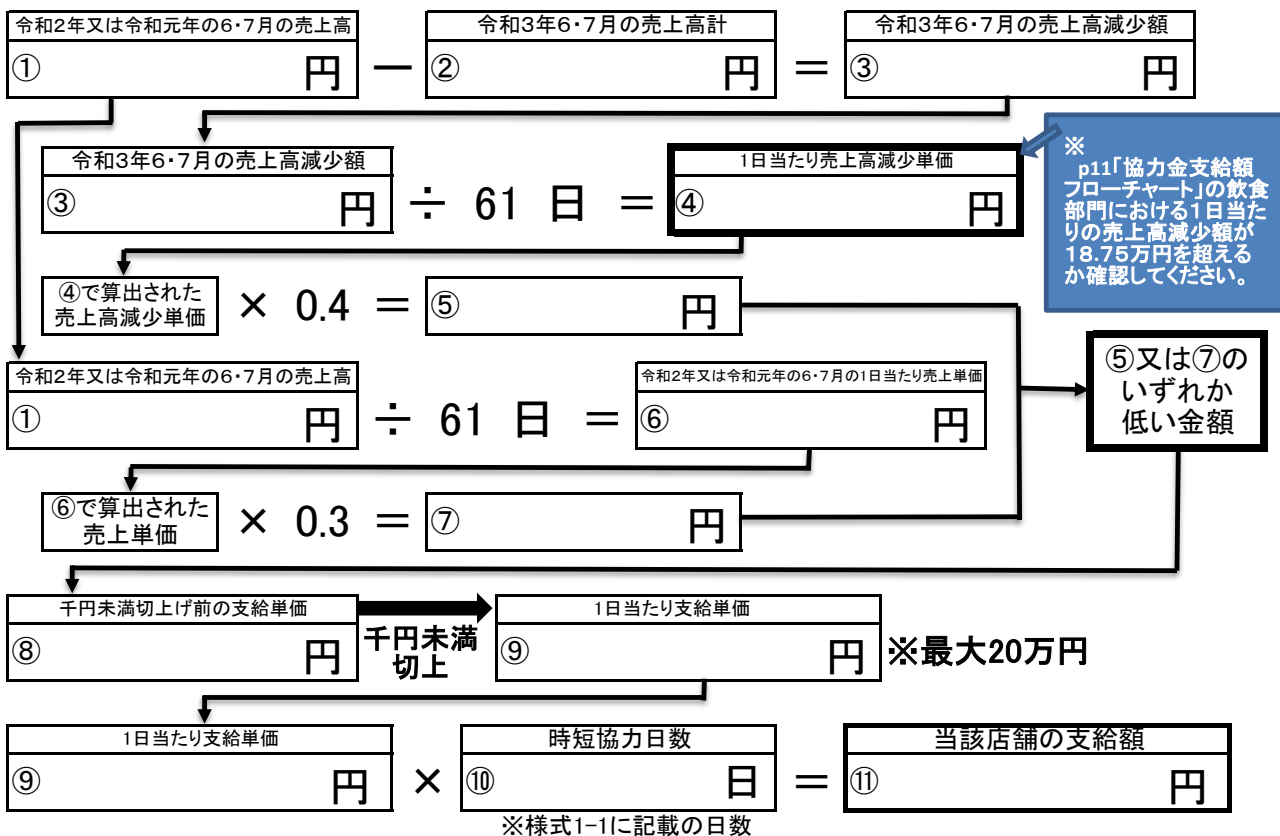 令和2年又は令和元年の6・7月の売上高
① 円
－
令和3年6・7月の売上高計
② 円
＝
令和3年6・7月の売上高減少額
③ 円
令和3年6・7月の売上高減少額
③ 円
÷ 61 日 ＝
1日当たり売上高減少単価
④ 円
※
p11「協力金支給額
フローチャート」の飲食
部門における1日当た
りの売上高減少額が
18.75万円を超える
か確認してください。
④で算出された
売上高減少単価
× 0.4 ＝
⑤ 円
令和2年又は令和元年の6・7月の売上高
① 円
÷ 61 日 ＝
令和2年又は令和元年の6・7月の1日当たり売上単価
⑥ 円
⑤又は⑦の
いずれか
低い金額
⑥で算出された
売上単価
× 0.3 ＝
⑦ 円
千円未満切上げ前の支給単価
⑧ 円
千円未満
切上
1日当たり支給単価
⑨ 円
※最大20万円
1日当たり支給単価
⑨ 円
×
時短協力日数
⑩ 日
＝
当該店舗の支給額
⑪ 円
※様式1-1に記載の日数